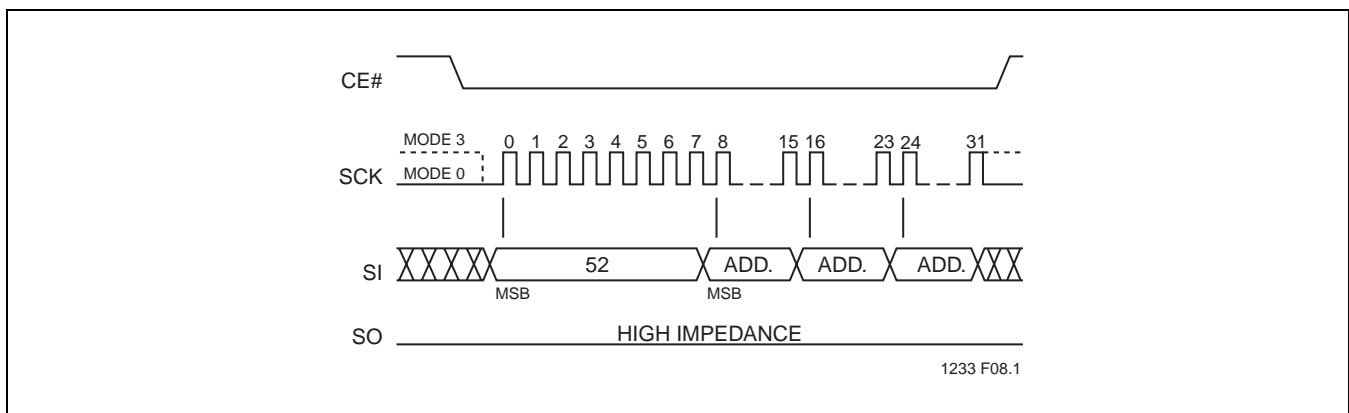 CE#
MODE 3 0 1 2 3 4 5 6 7 8 15 16 23 24 31
SCK MODE 0
SI 52 ADD. ADD. ADD.
MSB MSB
SO HIGH IMPEDANCE
1233 F08.1